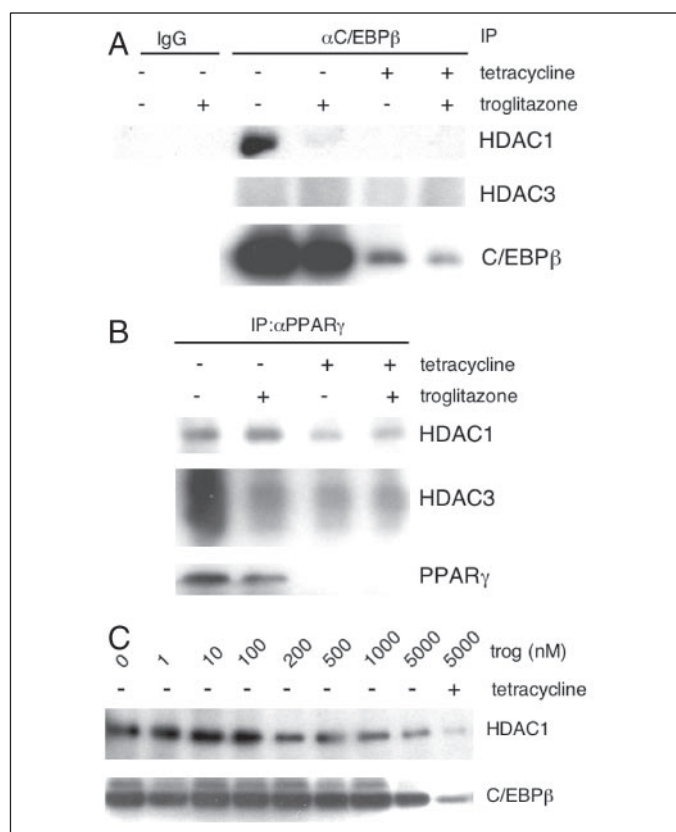 A IgG αC/EBPβ IP
- - - - + + tetracycline
- + - + - + troglitazone
HDAC1
HDAC3
C/EBPβ
B IP:αPPARγ
- - + + tetracycline
- + - + troglitazone
HDAC1
HDAC3
PPARγ
C 0 1 10 100 200 500 1000 5000 5000 trog (nM)
- - - - - - - - + tetracycline
HDAC1
C/EBPβ